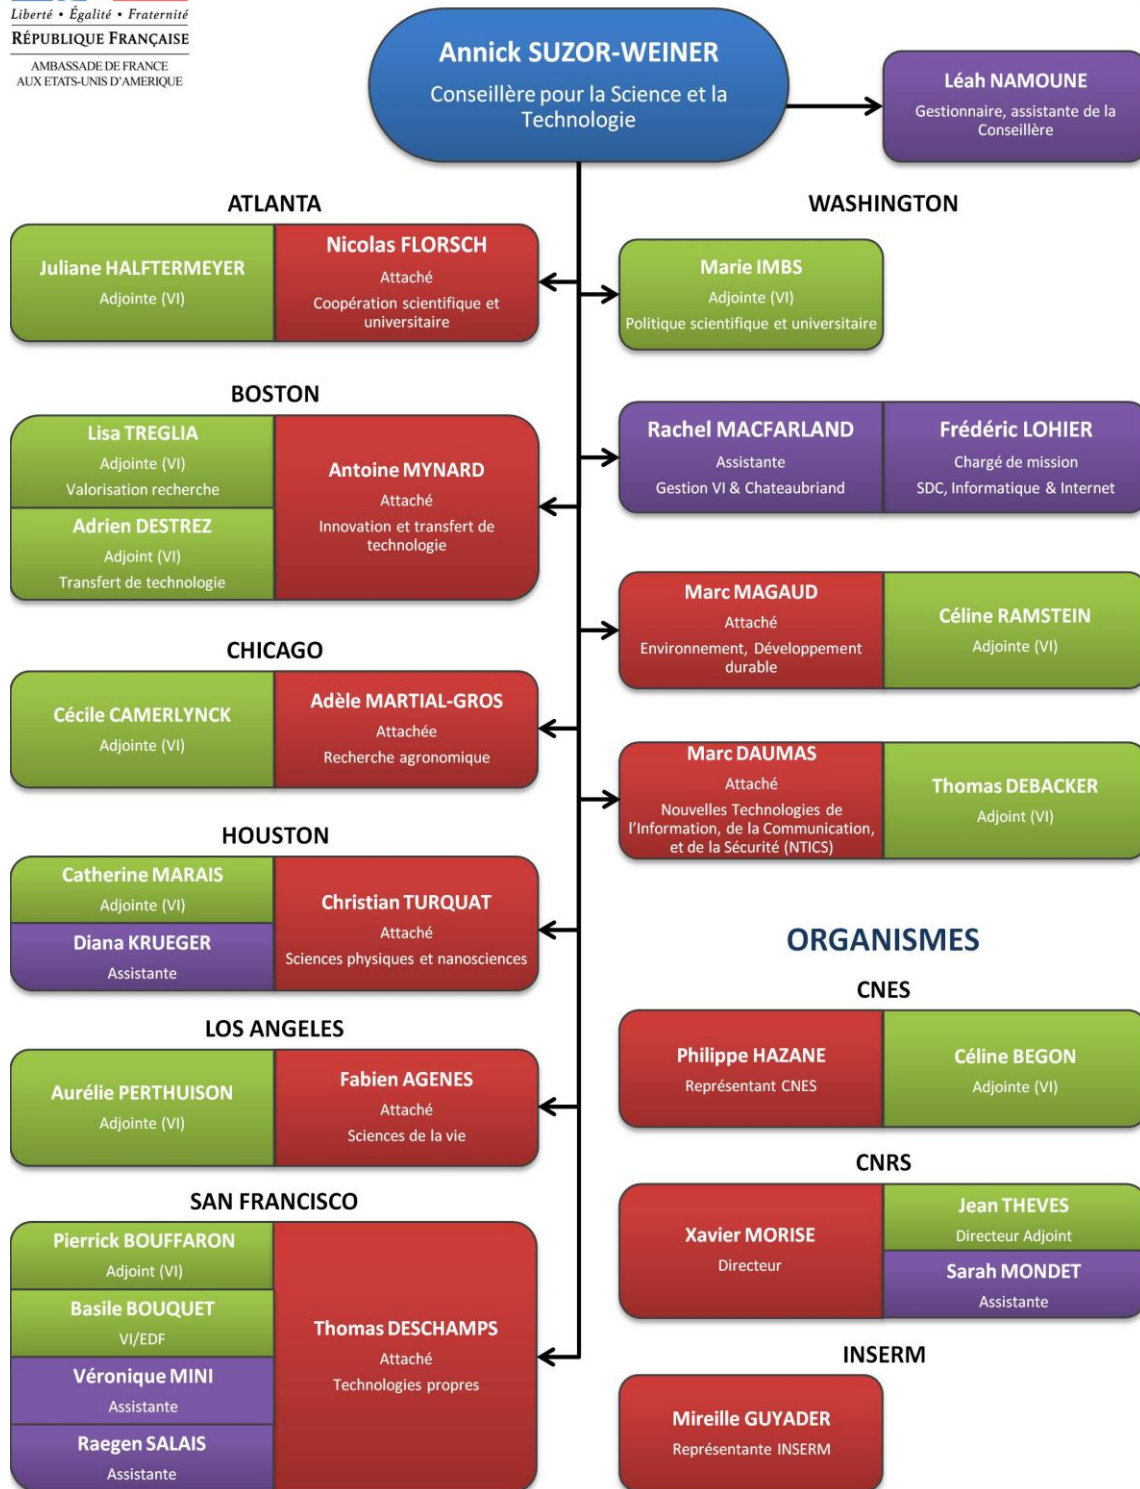 Liberté • Égalité • Fraternité
RÉPUBLIQUE FRANÇAISE
AMBASSADE DE FRANCE
AUX ETATS-UNIS D'AMERIQUE
Annick SUZOR-WEINER
Conseillère pour la Science et la
Technologie
Léah NAMOUNE
Gestionnaire, assistante de la
Conseillère
ATLANTA
Juliane HALFTERMEYER
Adjointe (VI)
Nicolas FLORSCH
Attaché
Coopération scientifique et
universitaire
BOSTON
Lisa TREGLIA
Adjointe (VI)
Valorisation recherche
Adrien DESTREZ
Adjoint (VI)
Transfert de technologie
Antoine MYNARD
Attaché
Innovation et transfert de
technologie
CHICAGO
Cécile CAMERLYNCK
Adjointe (VI)
Adèle MARTIAL-GROS
Attachée
Recherche agronomique
HOUSTON
Catherine MARAIS
Adjointe (VI)
Diana KRUEGER
Assistante
Christian TURQUAT
Attaché
Sciences physiques et nanosciences
LOS ANGELES
Aurélie PERTHUISON
Adjointe (VI)
Fabien AGENES
Attaché
Sciences de la vie
SAN FRANCISCO
Pierrick BOUFFARON
Adjoint (VI)
Basile BOUQUET
VI/EDF
Véronique MINI
Assistante
Raegen SALAIS
Assistante
Thomas DESCHAMPS
Attaché
Technologies propres
WASHINGTON
Marie IMBS
Adjointe (VI)
Politique scientifique et universitaire
Rachel MACFARLAND
Assistante
Gestion VI & Chateaubriand
Frédéric LOHIER
Chargé de mission
SDC, Informatique & Internet
Marc MAGAUD
Attaché
Environnement, Développement
durable
Céline RAMSTEIN
Adjointe (VI)
Marc DAUMAS
Attaché
Nouvelles Technologies de
l'Information, de la Communication,
et de la Sécurité (NTICS)
Thomas DEBACKER
Adjoint (VI)
ORGANISMES
CNES
Philippe HAZANE
Représentant CNES
Céline BEGON
Adjointe (VI)
CNRS
Xavier MORISE
Directeur
Jean THEVES
Directeur Adjoint
Sarah MONDET
Assistante
INSERM
Mireille GUYADER
Représentante INSERM